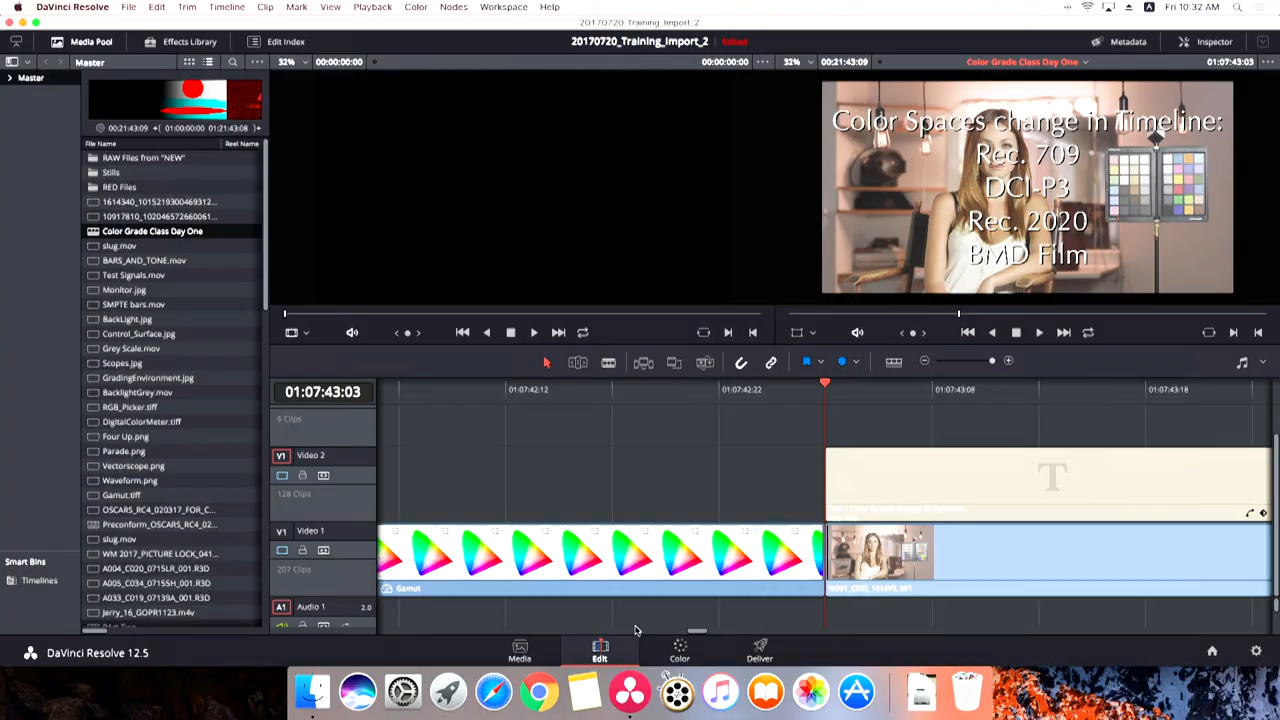 DaVinci Resolve File Edit Trim Timeline Clip Mark View Playback Color Nodes Workspace Help
A Fri 10:32 AM
20170720_Training_Import_2
Media Pool Effects Library Edit Index
20170720_Training_Import_2 Edited
Metadata Inspector
Master
32% 00:00:00:00
00:00:00:00
32% 00:21:43:09
Color Grade Class Day One
01:07:43:03
Master
00:21:43:09 01:00:00:00 01:21:43:08
File Name Reel Name
RAW Files from "NEW"
Stills
RED Files
1614340_1015219300469312...
10917810_102046572660061...
Color Grade Class Day One
slug.mov
BARS_AND_TONE.mov
Test Signals.mov
Monitor.jpg
SMPTE bars.mov
BackLight.jpg
Control_Surface.jpg
Grey Scale.mov
Scopes.jpg
GradingEnvironment.jpg
BacklightGrey.mov
RGB_Picker.tiff
DigitalColorMeter.tiff
Four Up.png
Parade.png
Vectorscope.png
Waveform.png
Gamut.tiff
OSCARS_RC4_020317_FOR_C...
Preconform_OSCARS_RC4_02...
slug.mov
WM 2017_PICTURE LOCK_041...
A004_C020_0715LR_001.R3D
A005_C034_07155H_001.R3D
A033_C019_07139A_001.R3D
Jerry_16_GOPR1123.m4v
Smart Bins
Timelines
Color Spaces change in Timeline:
Rec. 709
DCI-P3
Rec. 2020
BMD Film
01:07:43:03
01:07:42:12
01:07:42:22
01:07:43:08
01:07:43:18
6 Clips
V1 Video 2
128 Clips
T
Text - Color Spaces change in Timeline:
V1 Video 1
207 Clips
Gamut
A1 Audio 1 2.0
DaVinci Resolve 12.5
Media Edit Color Deliver